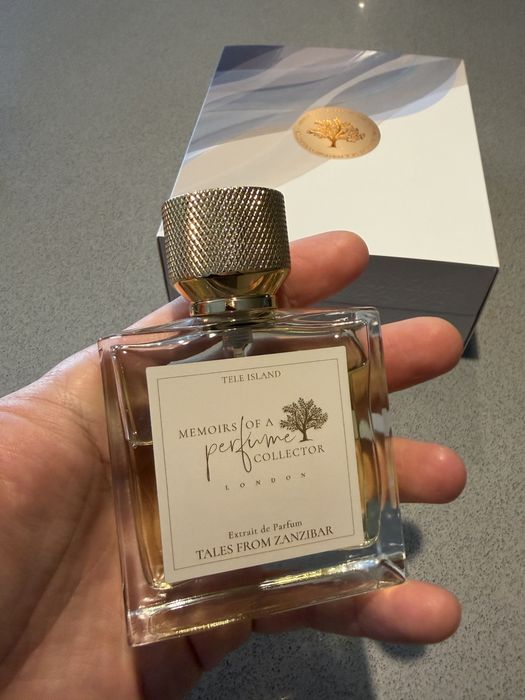 TELE ISLAND
MEMOIRS OF A
perfume
COLLECTOR
LONDON
Extrait de Parfum
TALES FROM ZANZIBAR